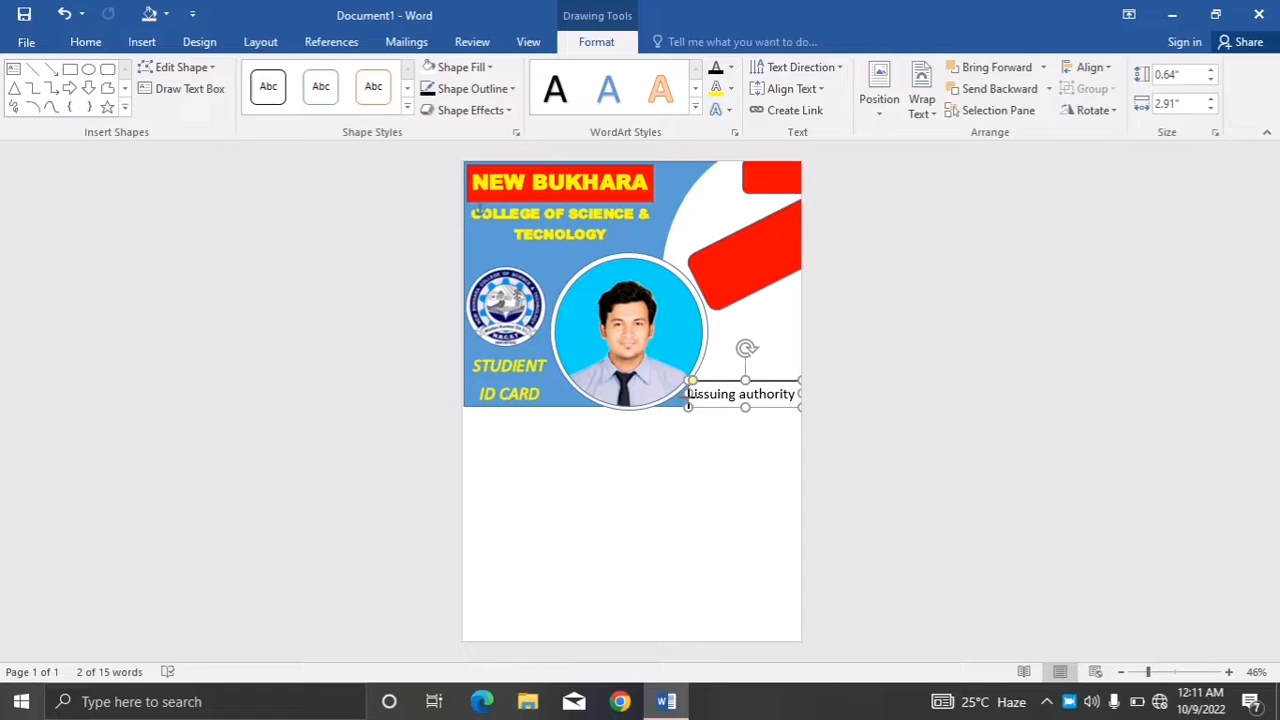 Document1 - Word
Drawing Tools
File
Home
Insert
Design
Layout
References
Mailings
Review
View
Format
Tell me what you want to do...
Sign in
Share
Edit Shape
Draw Text Box
Insert Shapes
Abc
Abc
Abc
Shape Fill
Shape Outline
Shape Effects
Shape Styles
A
A
A
WordArt Styles
Text Direction
Align Text
Create Link
Text
Position
Wrap
Text
Bring Forward
Send Backward
Selection Pane
Align
Group
Rotate
Arrange
0.64"
2.91"
Size
NEW BUKHARA
COLLEGE OF SCIENCE &
TECNOLOGY
STUDIENT
ID CARD
issuing authority
Page 1 of 1
2 of 15 words
46%
Type here to search
25°C Haze
12:11 AM
10/9/2022
7